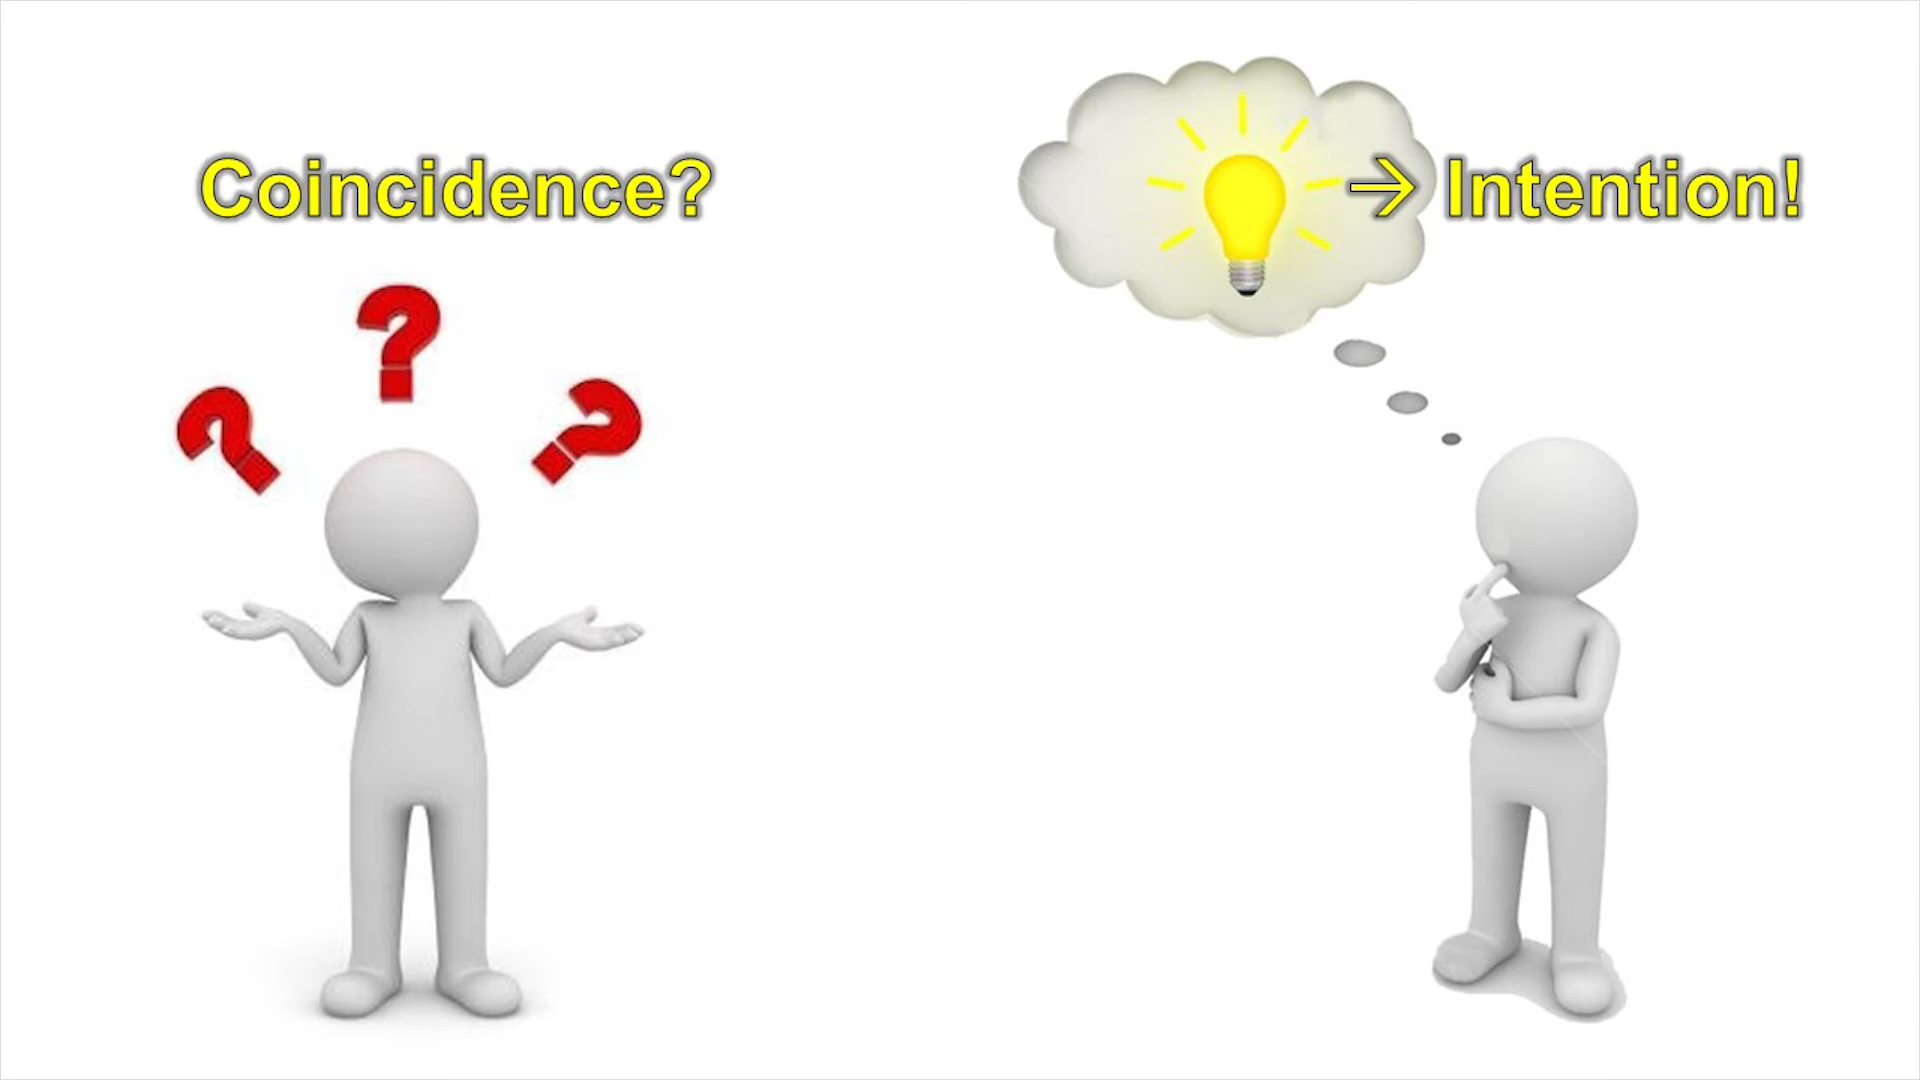 Coincidence?
→ Intention!
? ? ?